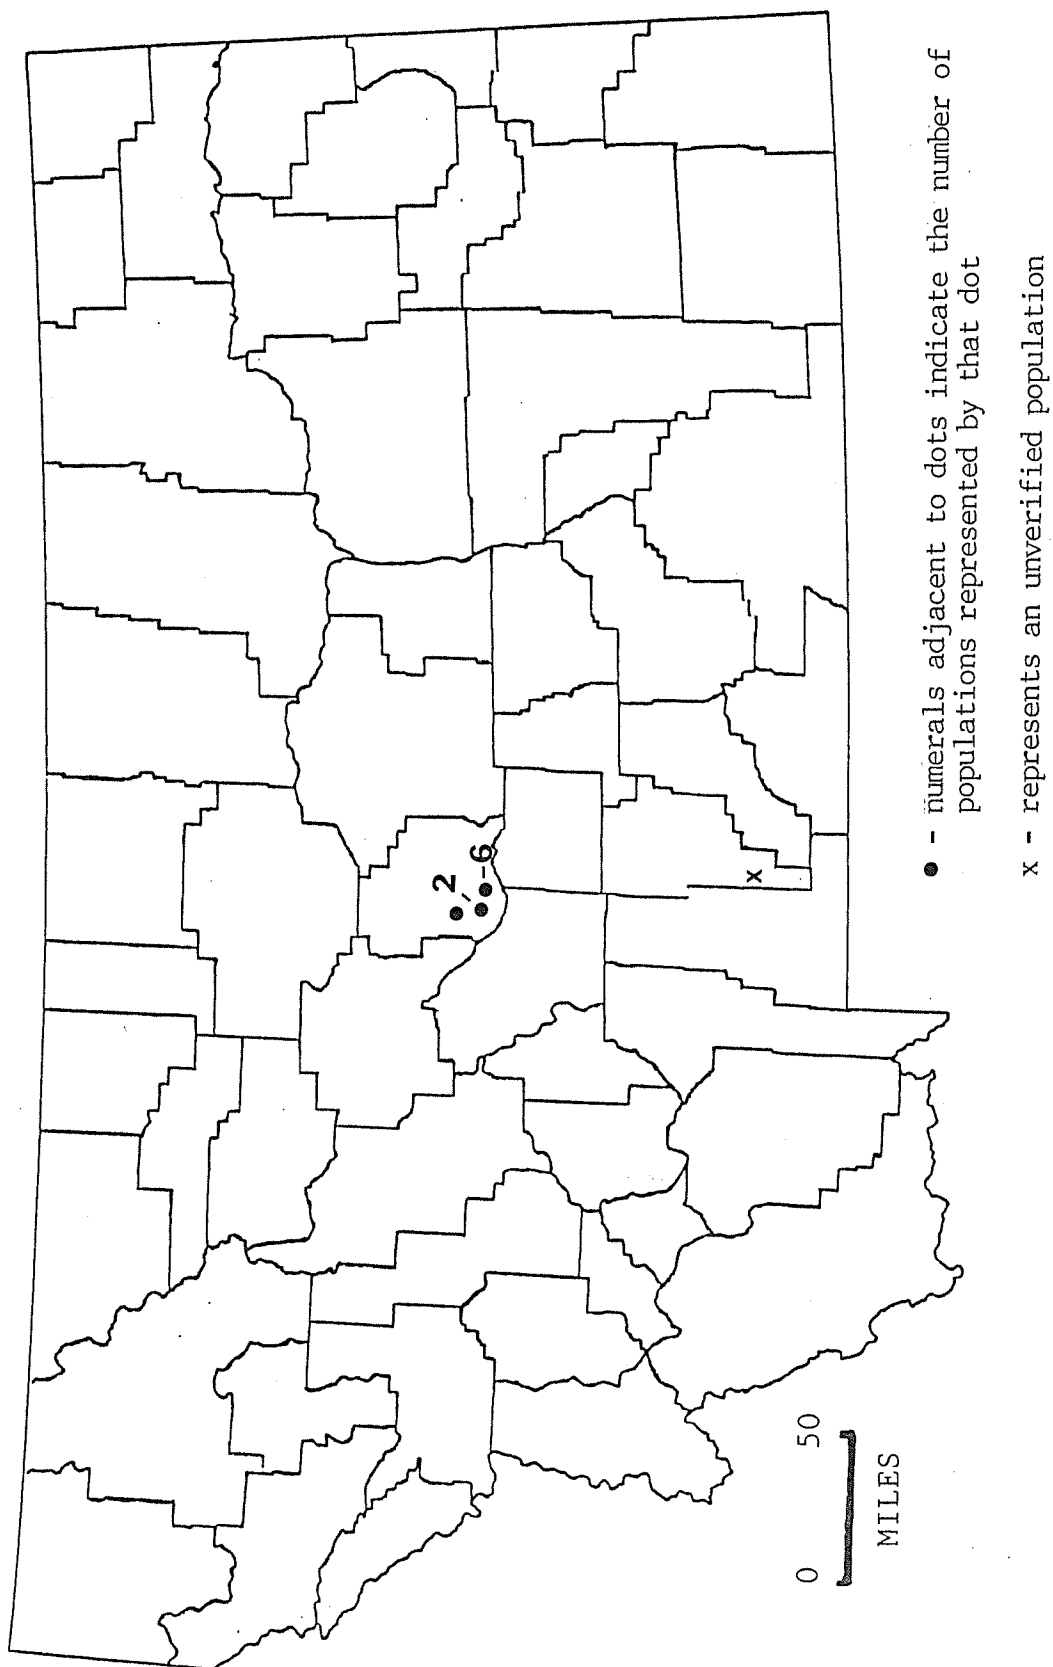 2
-6
● - numerals adjacent to dots indicate the number of
populations represented by that dot
x
x - represents an unverified population
0 50
MILES